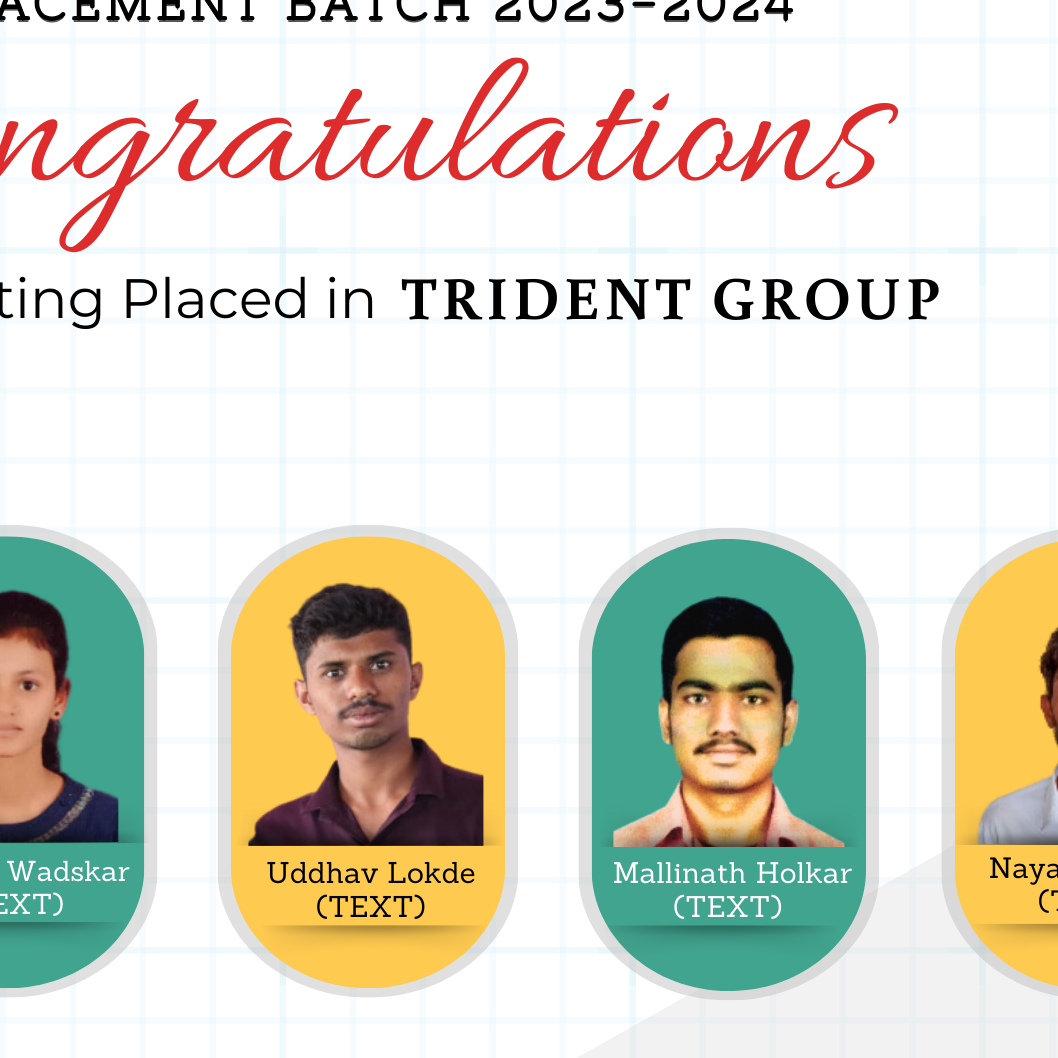 ACEMENT BATCH 2023-2024
ngratulations
ting Placed in TRIDENT GROUP
Wadskar
EXT)
Uddhav Lokde
(TEXT)
Mallinath Holkar
(TEXT)
Naya
(T